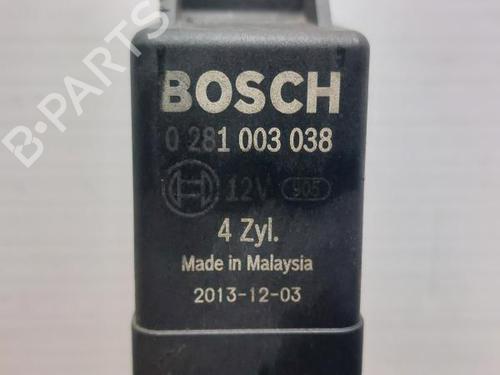 BOSCH
0 281 003 038
12V 905
4 Zyl.
Made in Malaysia
2013-12-03
B-PARTS